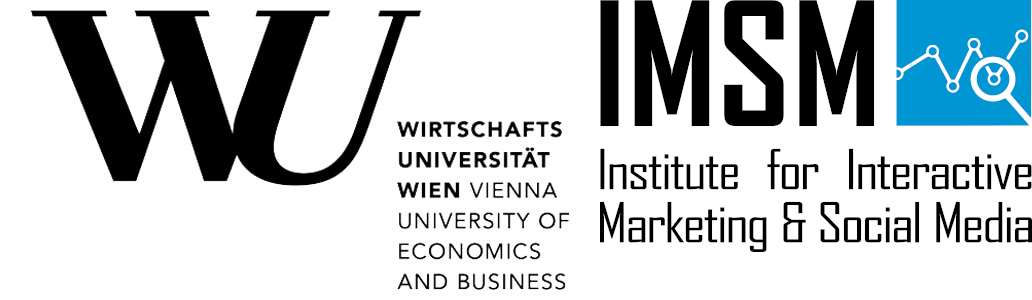 WU
WIRTSCHAFTS
UNIVERSITÄT
WIEN VIENNA
UNIVERSITY OF
ECONOMICS
AND BUSINESS
IMSM
Institute for Interactive
Marketing & Social Media